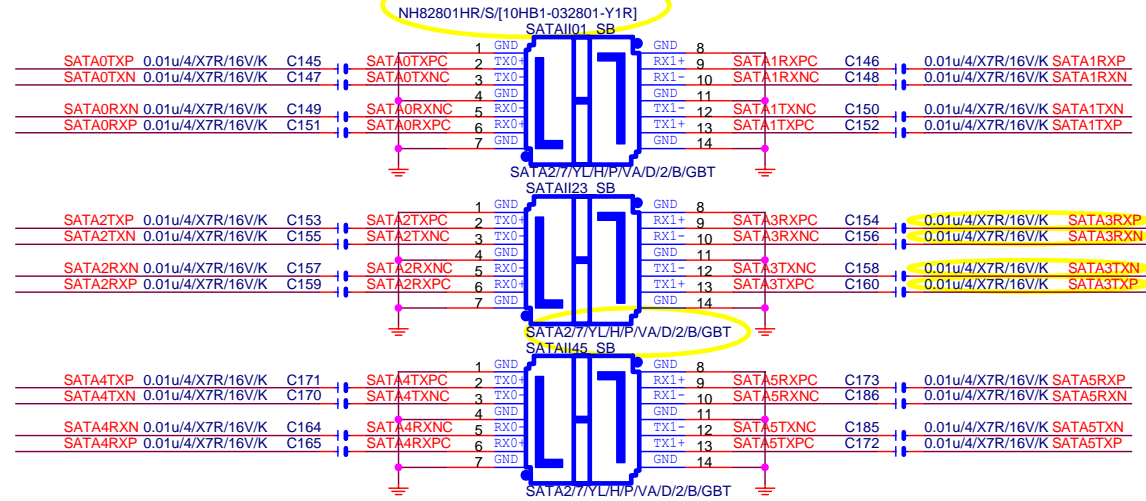 NH82801HR/S/[10HB1-032801-Y1R]
SATAII01_SB
1 GND GND 8
SATA0TXP 0.01u/4/X7R/16V/K C145 SATA0TXPC 2 TX0+ RX1+ 9 SATA1RXPC C146 0.01u/4/X7R/16V/K SATA1RXP
SATA0TXN 0.01u/4/X7R/16V/K C147 SATA0TXNC 3 TX0- RX1- 10 SATA1RXNC C148 0.01u/4/X7R/16V/K SATA1RXN
4 GND GND 11
SATA0RXN 0.01u/4/X7R/16V/K C149 SATA0RXNC 5 RX0- TX1- 12 SATA1TXNC C150 0.01u/4/X7R/16V/K SATA1TXN
SATA0RXP 0.01u/4/X7R/16V/K C151 SATA0RXPC 6 RX0+ TX1+ 13 SATA1TXPC C152 0.01u/4/X7R/16V/K SATA1TXP
7 GND GND 14
SATA2/7/YL/H/P/VA/D/2/B/GBT
SATAII23_SB
1 GND GND 8
SATA2TXP 0.01u/4/X7R/16V/K C153 SATA2TXPC 2 TX0+ RX1+ 9 SATA3RXPC C154 0.01u/4/X7R/16V/K SATA3RXP
SATA2TXN 0.01u/4/X7R/16V/K C155 SATA2TXNC 3 TX0- RX1- 10 SATA3RXNC C156 0.01u/4/X7R/16V/K SATA3RXN
4 GND GND 11
SATA2RXN 0.01u/4/X7R/16V/K C157 SATA2RXNC 5 RX0- TX1- 12 SATA3TXNC C158 0.01u/4/X7R/16V/K SATA3TXN
SATA2RXP 0.01u/4/X7R/16V/K C159 SATA2RXPC 6 RX0+ TX1+ 13 SATA3TXPC C160 0.01u/4/X7R/16V/K SATA3TXP
7 GND GND 14
SATA2/7/YL/H/P/VA/D/2/B/GBT
SATAII45_SB
1 GND GND 8
SATA4TXP 0.01u/4/X7R/16V/K C171 SATA4TXPC 2 TX0+ RX1+ 9 SATA5RXPC C173 0.01u/4/X7R/16V/K SATA5RXP
SATA4TXN 0.01u/4/X7R/16V/K C170 SATA4TXNC 3 TX0- RX1- 10 SATA5RXNC C186 0.01u/4/X7R/16V/K SATA5RXN
4 GND GND 11
SATA4RXN 0.01u/4/X7R/16V/K C164 SATA4RXNC 5 RX0- TX1- 12 SATA5TXNC C185 0.01u/4/X7R/16V/K SATA5TXN
SATA4RXP 0.01u/4/X7R/16V/K C165 SATA4RXPC 6 RX0+ TX1+ 13 SATA5TXPC C172 0.01u/4/X7R/16V/K SATA5TXP
7 GND GND 14
SATA2/7/YL/H/P/VA/D/2/B/GBT